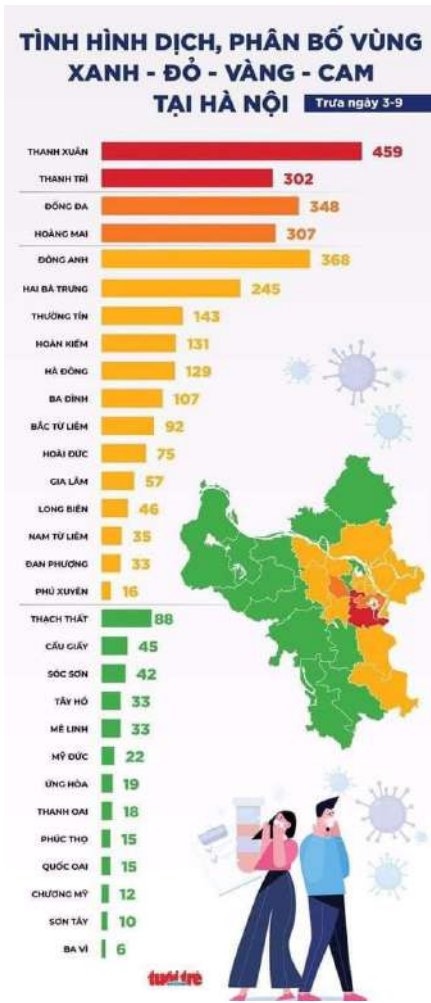 TÌNH HÌNH DỊCH, PHÂN BỐ VÙNG
XANH - ĐỎ - VÀNG - CAM
TẠI HÀ NỘI Trưa ngày 3-9
THANH XUÂN 459
THANH TRÌ 302
ĐỐNG ĐA 348
HOÀNG MAI 307
ĐÔNG ANH 368
HAI BÀ TRƯNG 245
THƯỜNG TÍN 143
HOÀN KIẾM 131
HÀ ĐÔNG 129
BA ĐÌNH 107
BẮC TỪ LIÊM 92
HOÀI ĐỨC 75
GIA LÂM 57
LONG BIÊN 46
NAM TỪ LIÊM 35
ĐAN PHƯỢNG 33
PHÚ XUYÊN 16
THẠCH THẤT 88
CẦU GIẤY 45
SÓC SƠN 42
TÂY HỒ 33
MÊ LINH 33
MỸ ĐỨC 22
ỨNG HÒA 19
THANH OAI 18
PHÚC THỌ 15
QUỐC OAI 15
CHƯƠNG MỸ 12
SƠN TÂY 10
BA VÌ 6
tuổi trẻ